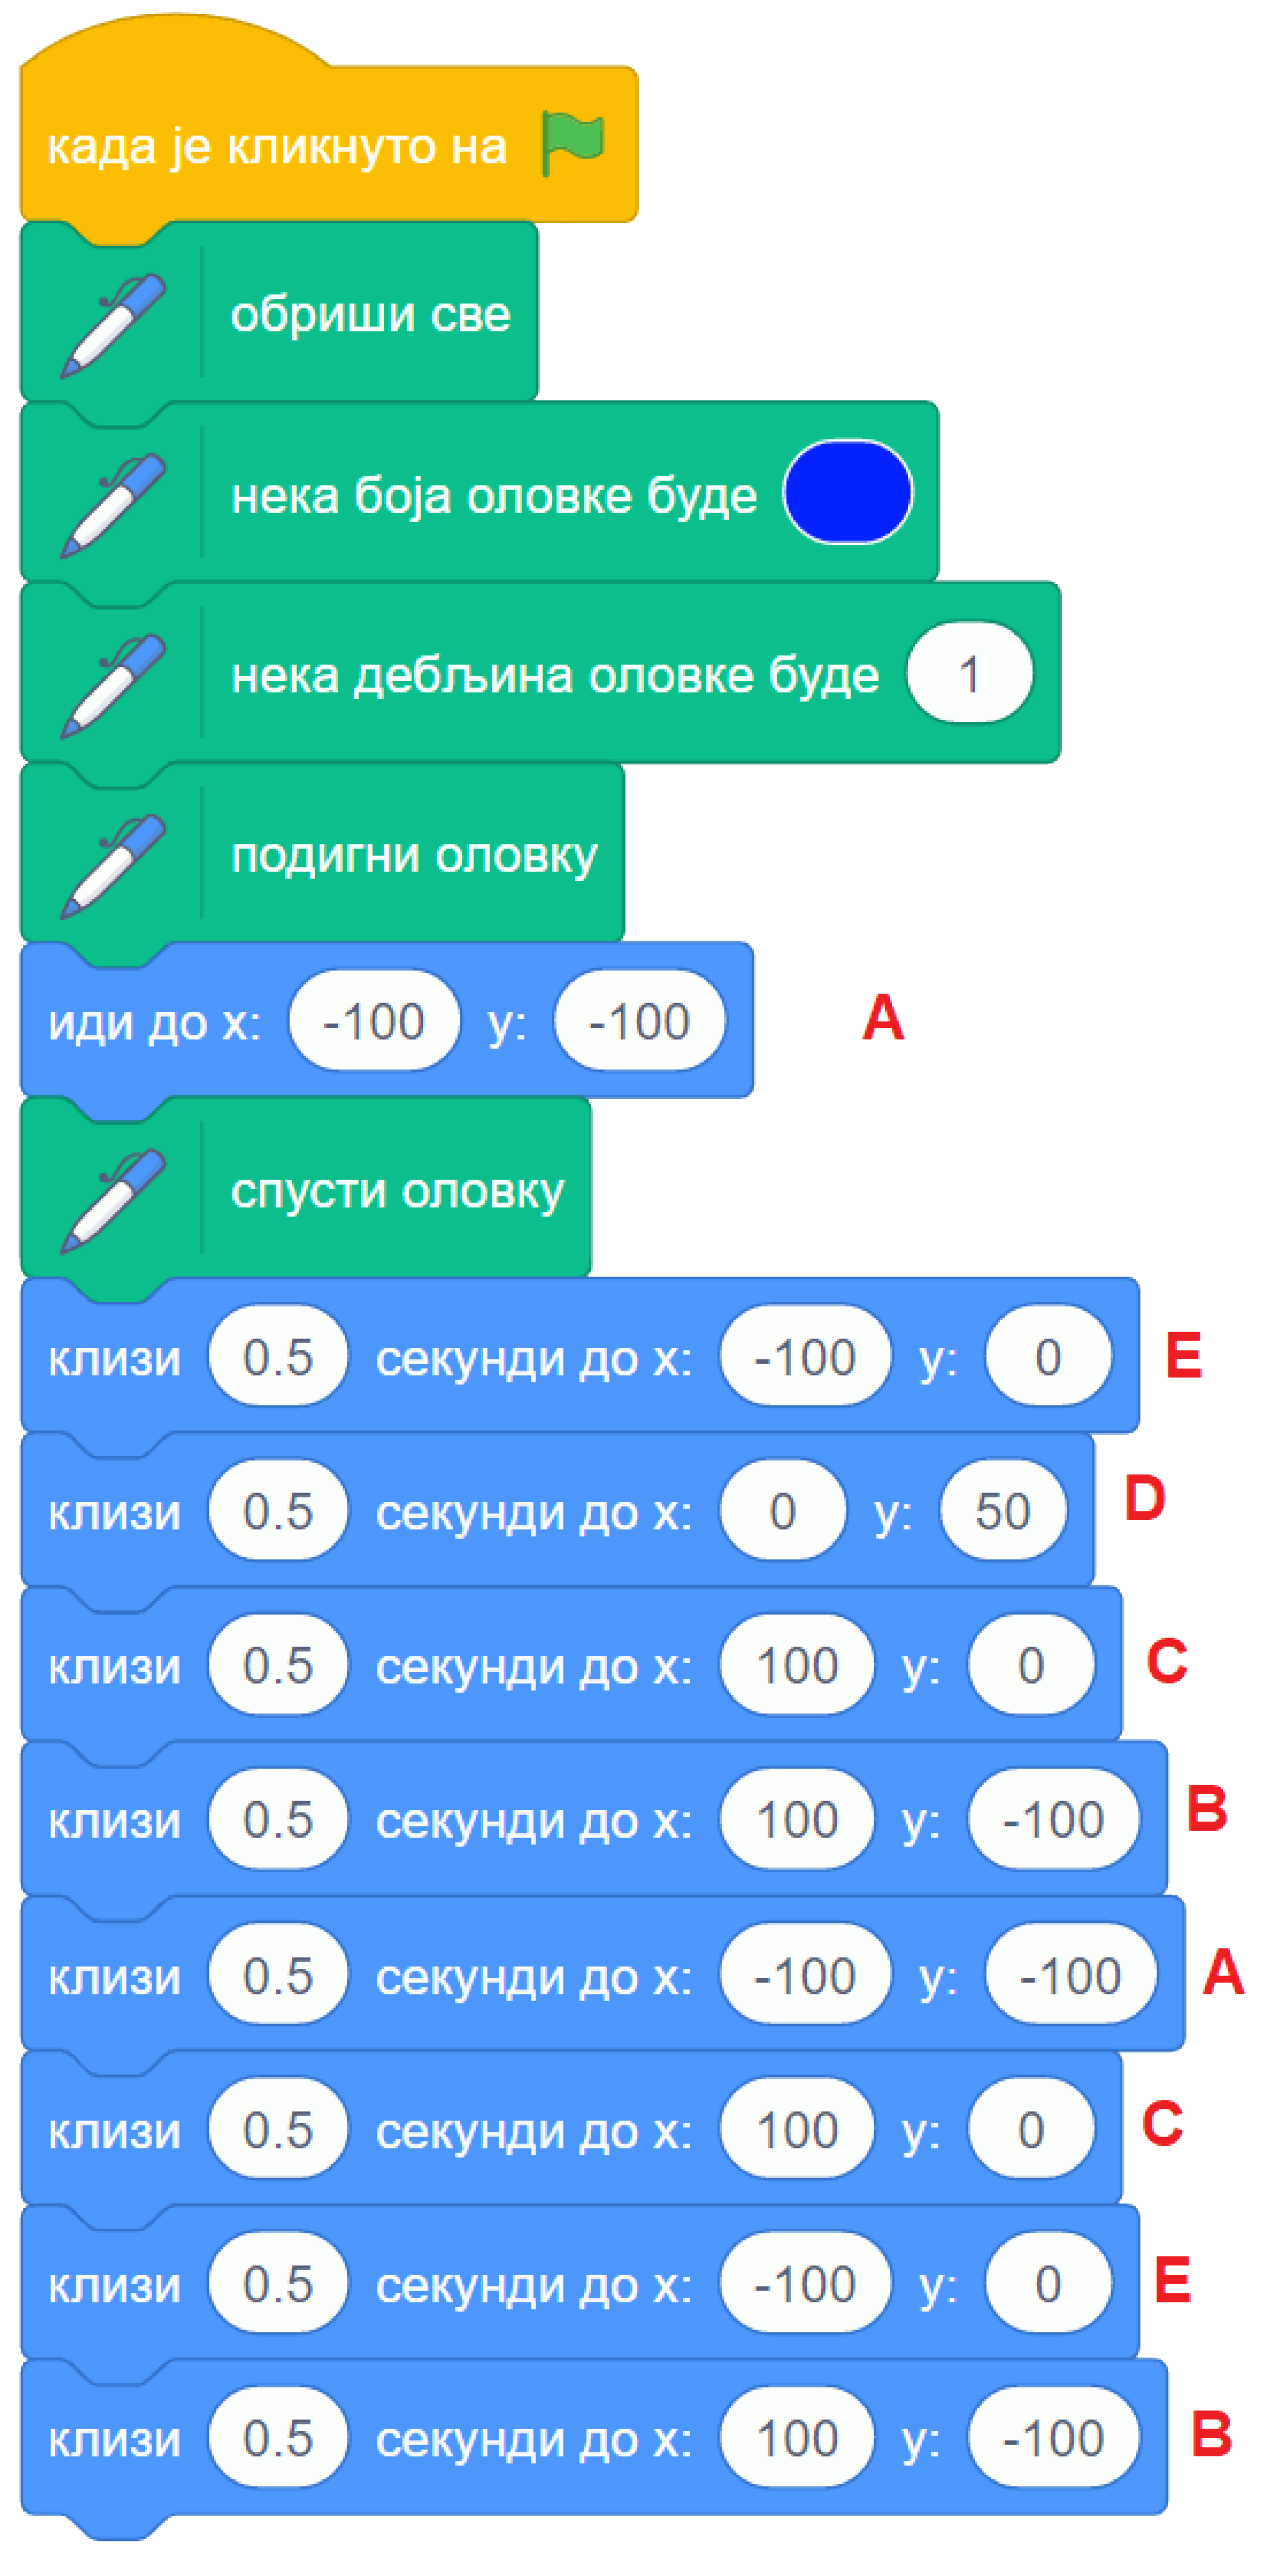 када је кликнуто на
обриши све
нека боја оловке буде
нека дебљина оловке буде 1
подигни оловку
иди до x: -100 y: -100 A
спусти оловку
клизи 0.5 секунди до x: -100 y: 0 E
клизи 0.5 секунди до x: 0 y: 50 D
клизи 0.5 секунди до x: 100 y: 0 C
клизи 0.5 секунди до x: 100 y: -100 B
клизи 0.5 секунди до x: -100 y: -100 A
клизи 0.5 секунди до x: 100 y: 0 C
клизи 0.5 секунди до x: -100 y: 0 E
клизи 0.5 секунди до x: 100 y: -100 B